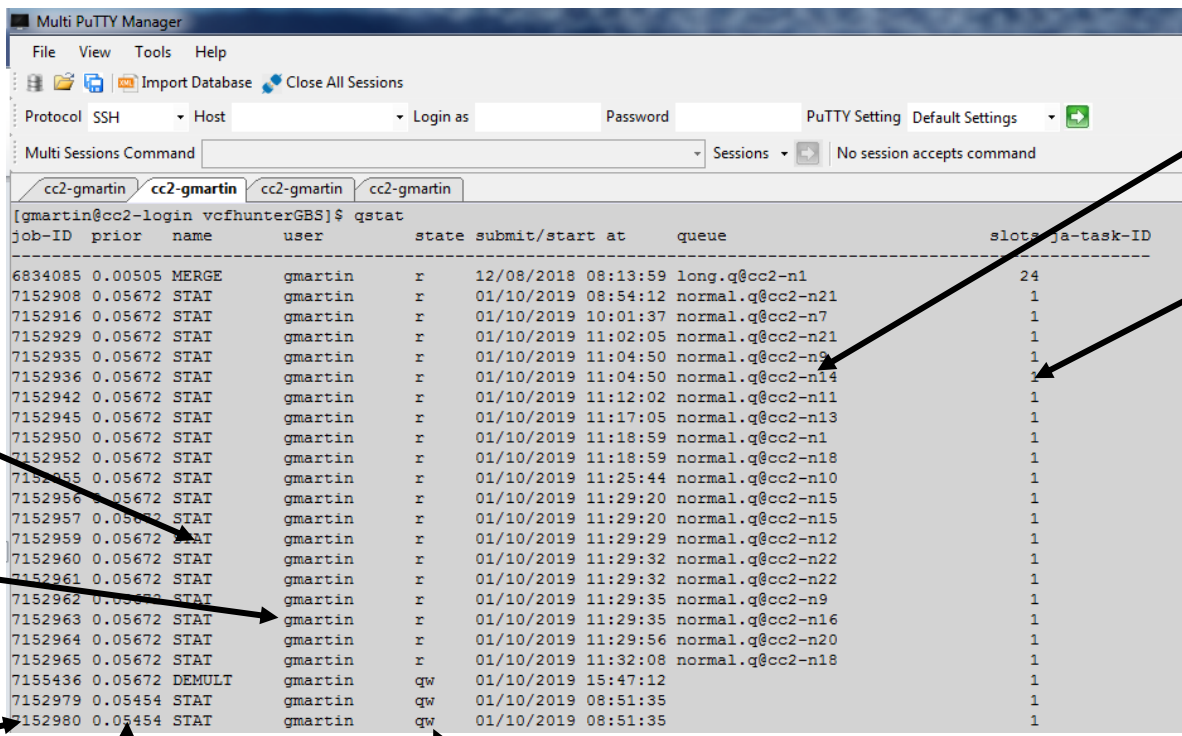 Multi PuTTY Manager
File View Tools Help
Import Database Close All Sessions
Protocol SSH Host Login as Password PuTTY Setting Default Settings
Multi Sessions Command Sessions No session accepts command
cc2-gmartin cc2-gmartin cc2-gmartin cc2-gmartin
[gmartin@cc2-login vcfhunterGBS]$ qstat
job-ID prior name user state submit/start at queue slots ja-task-ID
-----------------------------------------------------------------------------------------------------------------
6834085 0.00505 MERGE gmartin r 12/08/2018 08:13:59 long.q@cc2-n1 24
7152908 0.05672 STAT gmartin r 01/10/2019 08:54:12 normal.q@cc2-n21 1
7152916 0.05672 STAT gmartin r 01/10/2019 10:01:37 normal.q@cc2-n7 1
7152929 0.05672 STAT gmartin r 01/10/2019 11:02:05 normal.q@cc2-n21 1
7152935 0.05672 STAT gmartin r 01/10/2019 11:04:50 normal.q@cc2-n9 1
7152936 0.05672 STAT gmartin r 01/10/2019 11:04:50 normal.q@cc2-n14 1
7152942 0.05672 STAT gmartin r 01/10/2019 11:12:02 normal.q@cc2-n11 1
7152945 0.05672 STAT gmartin r 01/10/2019 11:17:05 normal.q@cc2-n13 1
7152950 0.05672 STAT gmartin r 01/10/2019 11:18:59 normal.q@cc2-n1 1
7152952 0.05672 STAT gmartin r 01/10/2019 11:18:59 normal.q@cc2-n18 1
7152955 0.05672 STAT gmartin r 01/10/2019 11:25:44 normal.q@cc2-n10 1
7152956 0.05672 STAT gmartin r 01/10/2019 11:29:20 normal.q@cc2-n15 1
7152957 0.05672 STAT gmartin r 01/10/2019 11:29:20 normal.q@cc2-n15 1
7152959 0.05672 STAT gmartin r 01/10/2019 11:29:29 normal.q@cc2-n12 1
7152960 0.05672 STAT gmartin r 01/10/2019 11:29:32 normal.q@cc2-n22 1
7152961 0.05672 STAT gmartin r 01/10/2019 11:29:32 normal.q@cc2-n22 1
7152962 0.05672 STAT gmartin r 01/10/2019 11:29:35 normal.q@cc2-n9 1
7152963 0.05672 STAT gmartin r 01/10/2019 11:29:35 normal.q@cc2-n16 1
7152964 0.05672 STAT gmartin r 01/10/2019 11:29:56 normal.q@cc2-n20 1
7152965 0.05672 STAT gmartin r 01/10/2019 11:32:08 normal.q@cc2-n18 1
7155436 0.05672 DEMULT gmartin qw 01/10/2019 15:47:12 1
7152979 0.05454 STAT gmartin qw 01/10/2019 08:51:35 1
7152980 0.05454 STAT gmartin qw 01/10/2019 08:51:35 1